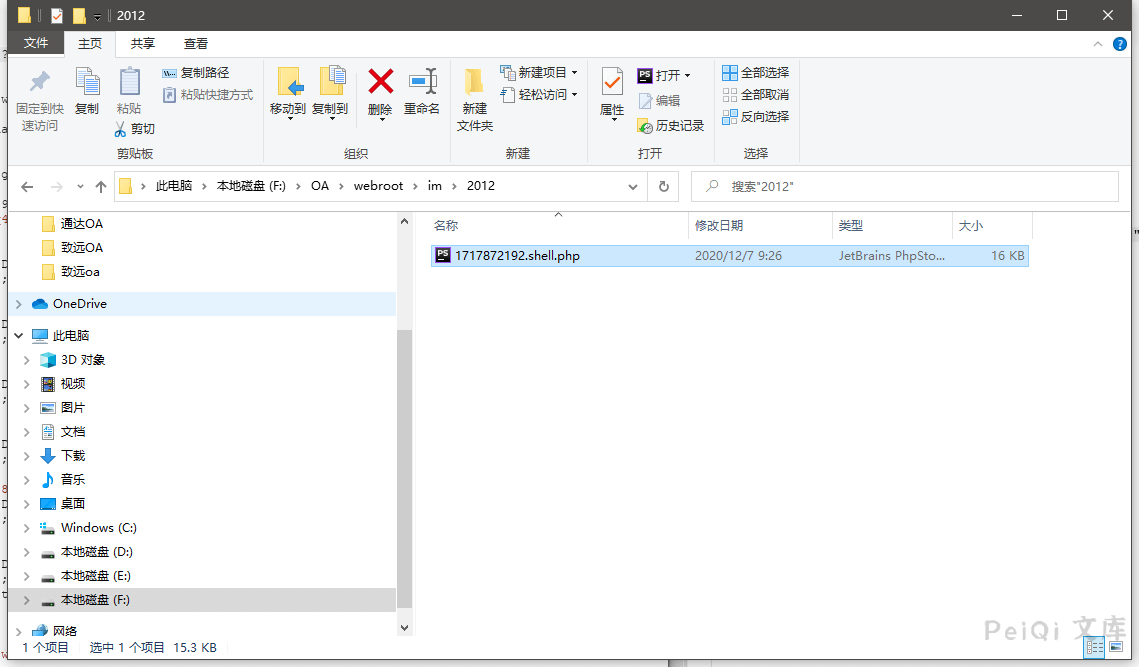 2012
文件 主页 共享 查看
固定到快速访问
复制
粘贴
复制路径
粘贴快捷方式
剪切
剪贴板
移动到
复制到
删除
重命名
组织
新建文件夹
新建项目
轻松访问
新建
属性
打开
编辑
历史记录
打开
全部选择
全部取消
反向选择
选择
此电脑 本地磁盘 (F:) OA webroot im 2012
搜索"2012"
通达OA
致远OA
致远oa
OneDrive
此电脑
3D 对象
视频
图片
文档
下载
音乐
桌面
Windows (C:)
本地磁盘 (D:)
本地磁盘 (E:)
本地磁盘 (F:)
网络
名称 修改日期 类型 大小
1717872192.shell.php 2020/12/7 9:26 JetBrains PhpSto... 16 KB
1 个项目 选中 1 个项目 15.3 KB
PeiQi 文库